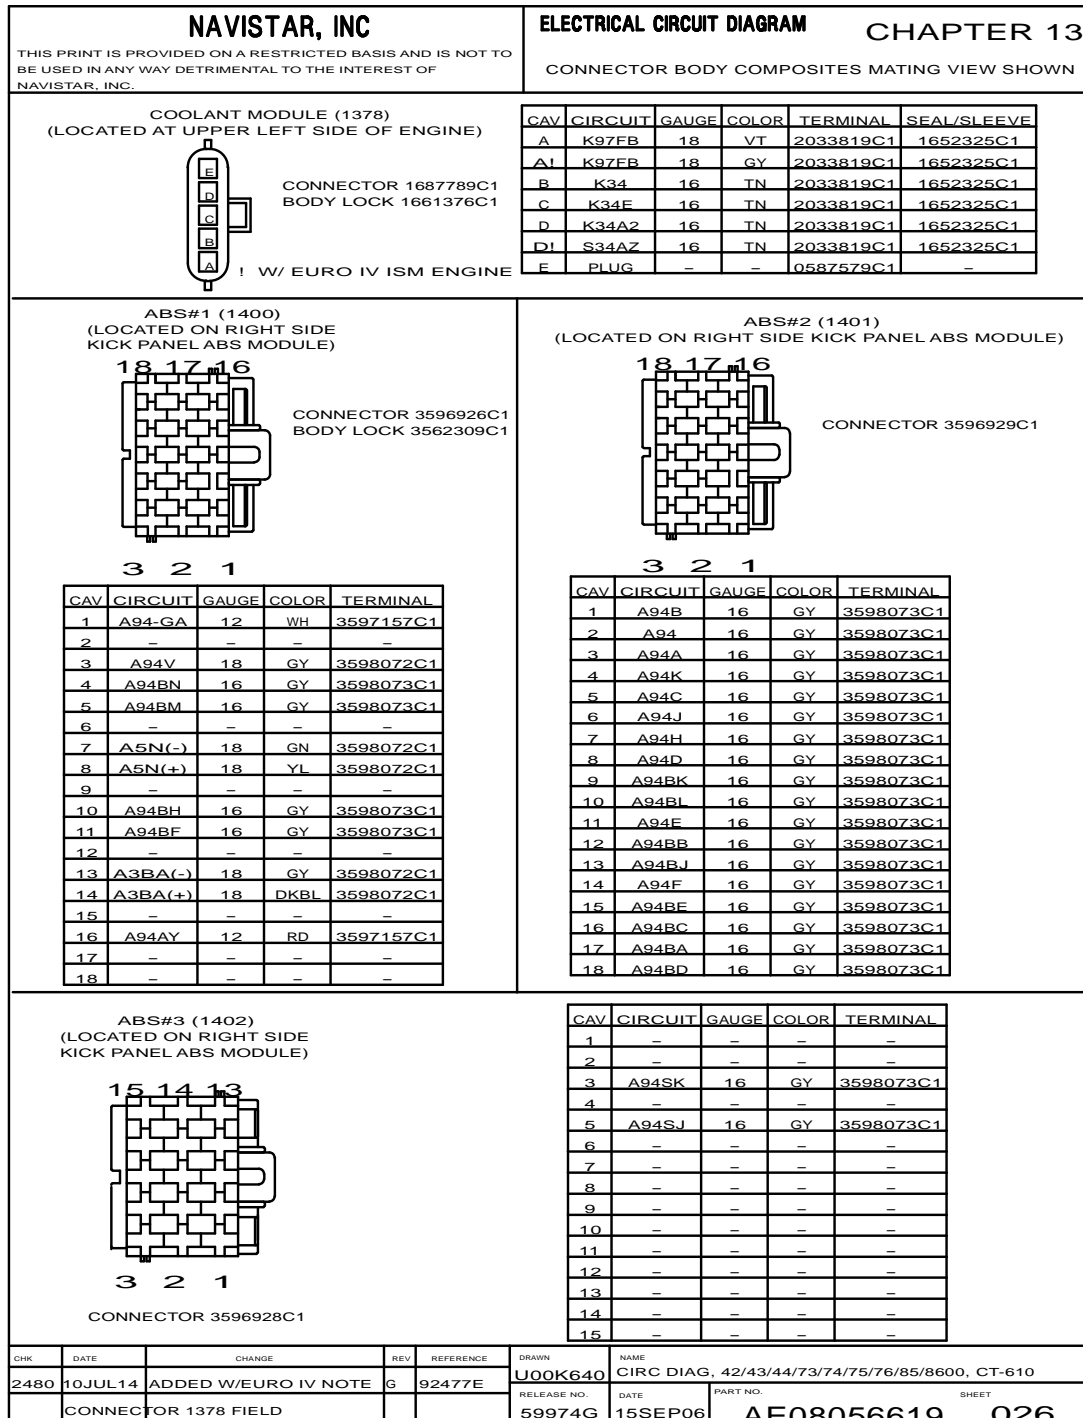 NAVISTAR, INC
THIS PRINT IS PROVIDED ON A RESTRICTED BASIS AND IS NOT TO
BE USED IN ANY WAY DETRIMENTAL TO THE INTEREST OF
NAVISTAR, INC.
ELECTRICAL CIRCUIT DIAGRAM
CHAPTER 13
CONNECTOR BODY COMPOSITES MATING VIEW SHOWN
COOLANT MODULE (1378)
(LOCATED AT UPPER LEFT SIDE OF ENGINE)
E
D
C
B
A
CONNECTOR 1687789C1
BODY LOCK 1661376C1
! W/ EURO IV ISM ENGINE
CAV CIRCUIT GAUGE COLOR TERMINAL SEAL/SLEEVE
A K97FB 18 VT 2033819C1 1652325C1
A! K97FB 18 GY 2033819C1 1652325C1
B K34 16 TN 2033819C1 1652325C1
C K34E 16 TN 2033819C1 1652325C1
D K34A2 16 TN 2033819C1 1652325C1
D! S34AZ 16 TN 2033819C1 1652325C1
E PLUG – – 0587579C1 –
ABS#1 (1400)
(LOCATED ON RIGHT SIDE
KICK PANEL ABS MODULE)
18 17 16
CONNECTOR 3596926C1
BODY LOCK 3562309C1
3 2 1
CAV CIRCUIT GAUGE COLOR TERMINAL
1 A94-GA 12 WH 3597157C1
2 – – – –
3 A94V 18 GY 3598072C1
4 A94BN 16 GY 3598073C1
5 A94BM 16 GY 3598073C1
6 – – – –
7 A5N(-) 18 GN 3598072C1
8 A5N(+) 18 YL 3598072C1
9 – – – –
10 A94BH 16 GY 3598073C1
11 A94BF 16 GY 3598073C1
12 – – – –
13 A3BA(-) 18 GY 3598072C1
14 A3BA(+) 18 DKBL 3598072C1
15 – – – –
16 A94AY 12 RD 3597157C1
17 – – – –
18 – – – –
ABS#2 (1401)
(LOCATED ON RIGHT SIDE KICK PANEL ABS MODULE)
18 17 16
CONNECTOR 3596929C1
3 2 1
CAV CIRCUIT GAUGE COLOR TERMINAL
1 A94B 16 GY 3598073C1
2 A94 16 GY 3598073C1
3 A94A 16 GY 3598073C1
4 A94K 16 GY 3598073C1
5 A94C 16 GY 3598073C1
6 A94J 16 GY 3598073C1
7 A94H 16 GY 3598073C1
8 A94D 16 GY 3598073C1
9 A94BK 16 GY 3598073C1
10 A94BL 16 GY 3598073C1
11 A94E 16 GY 3598073C1
12 A94BB 16 GY 3598073C1
13 A94BJ 16 GY 3598073C1
14 A94F 16 GY 3598073C1
15 A94BE 16 GY 3598073C1
16 A94BC 16 GY 3598073C1
17 A94BA 16 GY 3598073C1
18 A94BD 16 GY 3598073C1
ABS#3 (1402)
(LOCATED ON RIGHT SIDE
KICK PANEL ABS MODULE)
15 14 13
3 2 1
CONNECTOR 3596928C1
CAV CIRCUIT GAUGE COLOR TERMINAL
1 – – – –
2 – – – –
3 A94SK 16 GY 3598073C1
4 – – – –
5 A94SJ 16 GY 3598073C1
6 – – – –
7 – – – –
8 – – – –
9 – – – –
10 – – – –
11 – – – –
12 – – – –
13 – – – –
14 – – – –
15 – – – –
CHK DATE CHANGE REV REFERENCE
2480 10JUL14 ADDED W/EURO IV NOTE G 92477E
CONNECTOR 1378 FIELD
DRAWN
U00K640
NAME
CIRC DIAG, 42/43/44/73/74/75/76/85/8600, CT-610
RELEASE NO.
59974G
DATE
15SEP06
PART NO.
AE08056619
SHEET
026